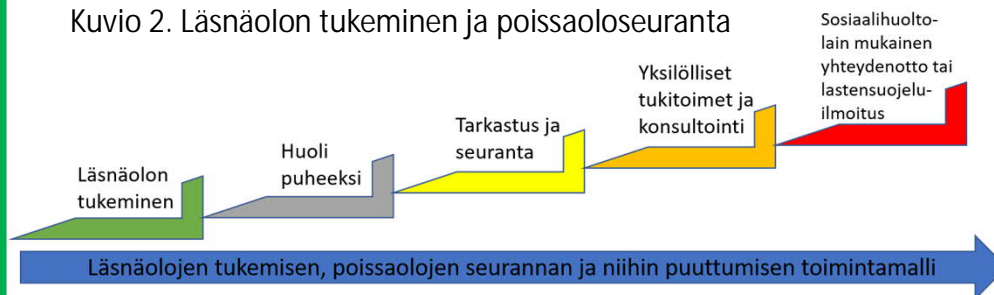 Kuvio 2. Läsnäolon tukeminen ja poissaoloseuranta
Läsnäolon
tukeminen
Huoli
puheeksi
Tarkastus ja
seuranta
Yksilölliset
tukitoimet ja
konsultointi
Sosiaalihuolto-
lain mukainen
yhteydenotto tai
lastensuojelu-
ilmoitus
Läsnäolojen tukemisen, poissaolojen seurannan ja niihin puuttumisen toimintamalli